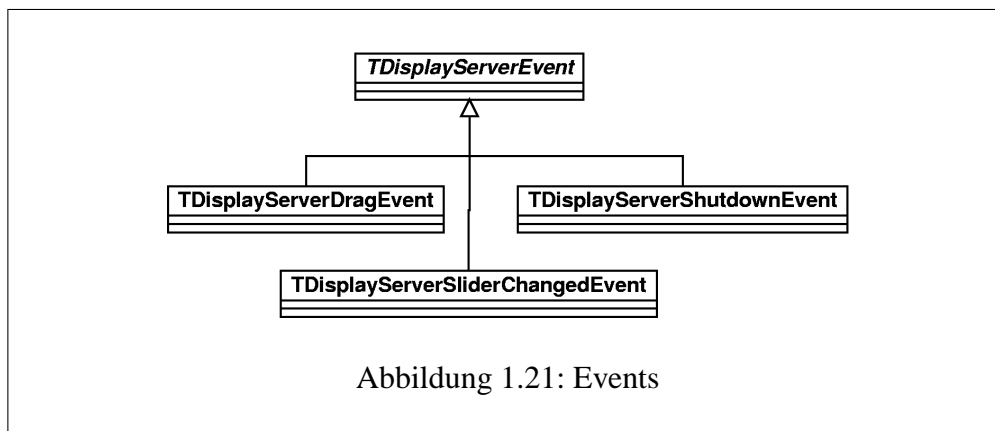 TDisplayServerEvent
TDisplayServerDragEvent
TDisplayServerShutdownEvent
TDisplayServerSliderChangedEvent
Abbildung 1.21: Events